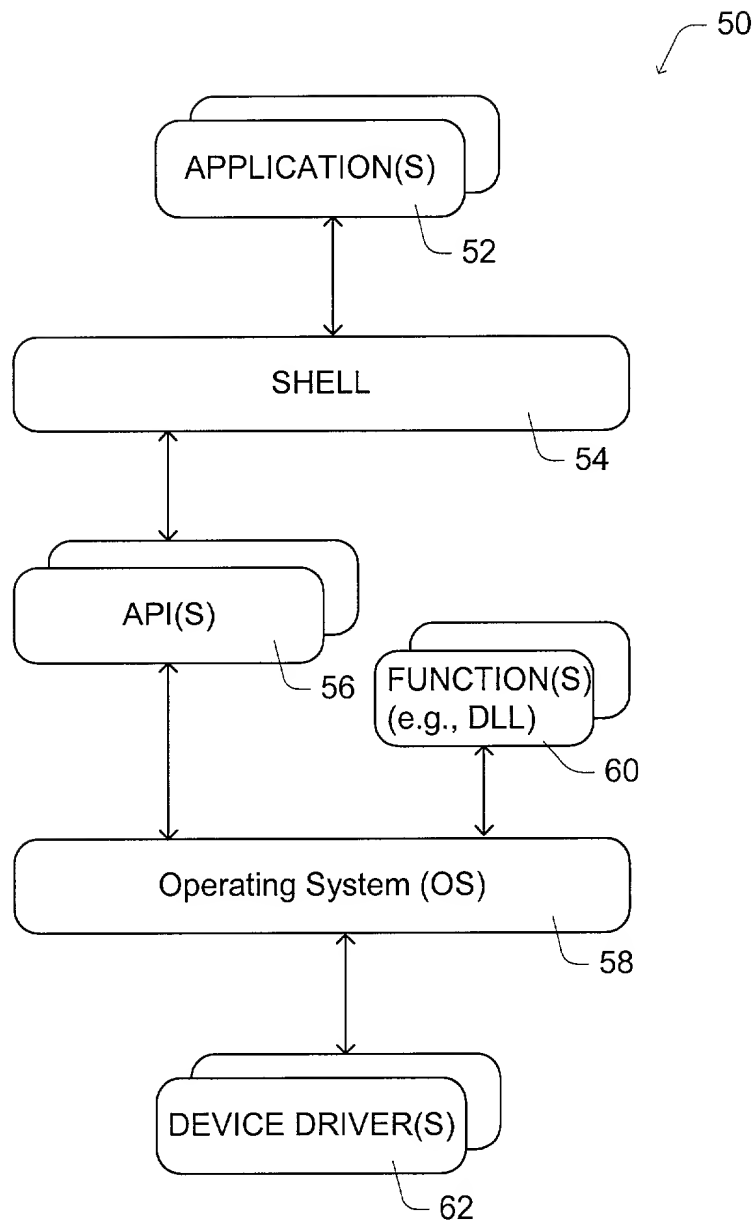 50
APPLICATION(S)
52
SHELL
54
API(S)
56
FUNCTION(S)
(e.g., DLL)
60
Operating System (OS)
58
DEVICE DRIVER(S)
62